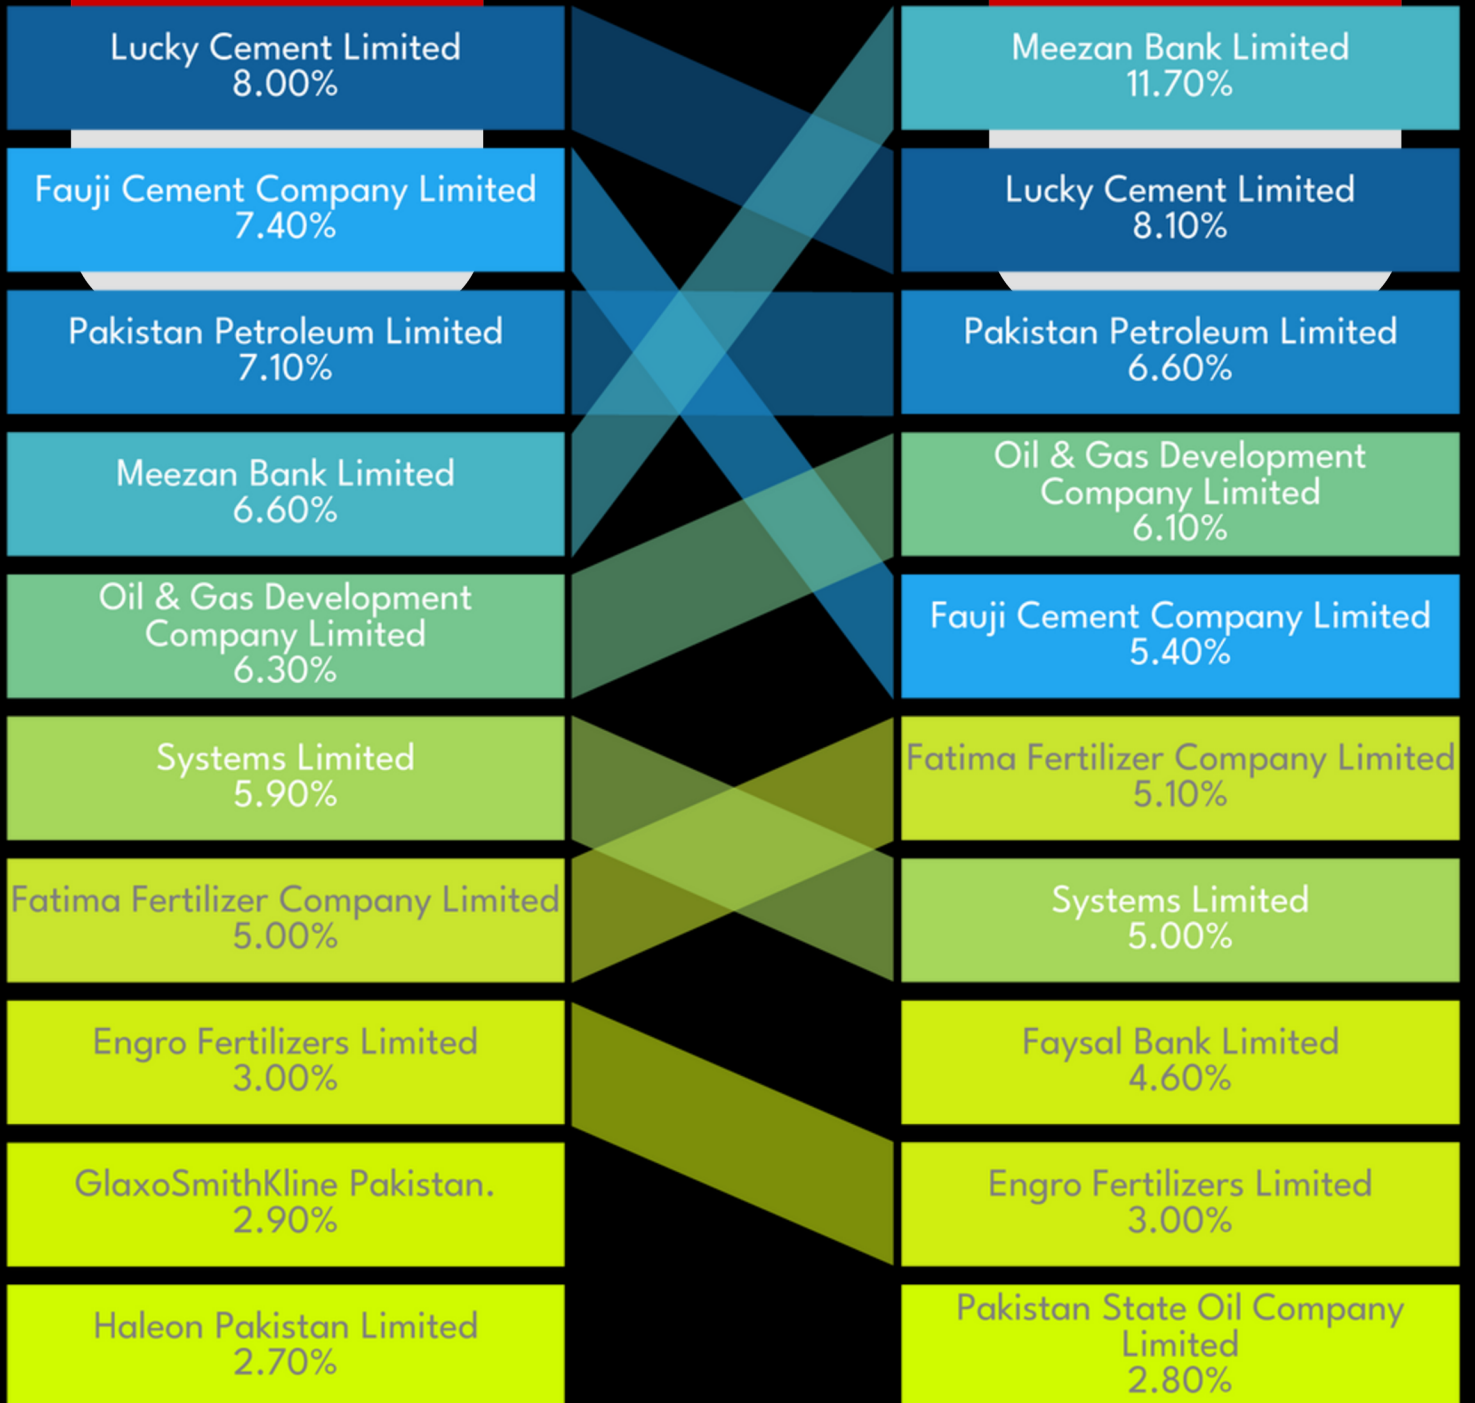 Lucky Cement Limited
8.00%
Fauji Cement Company Limited
7.40%
Pakistan Petroleum Limited
7.10%
Meezan Bank Limited
6.60%
Oil & Gas Development
Company Limited
6.30%
Systems Limited
5.90%
Fatima Fertilizer Company Limited
5.00%
Engro Fertilizers Limited
3.00%
GlaxoSmithKline Pakistan.
2.90%
Haleon Pakistan Limited
2.70%
Meezan Bank Limited
11.70%
Lucky Cement Limited
8.10%
Pakistan Petroleum Limited
6.60%
Oil & Gas Development
Company Limited
6.10%
Fauji Cement Company Limited
5.40%
Fatima Fertilizer Company Limited
5.10%
Systems Limited
5.00%
Faysal Bank Limited
4.60%
Engro Fertilizers Limited
3.00%
Pakistan State Oil Company
Limited
2.80%